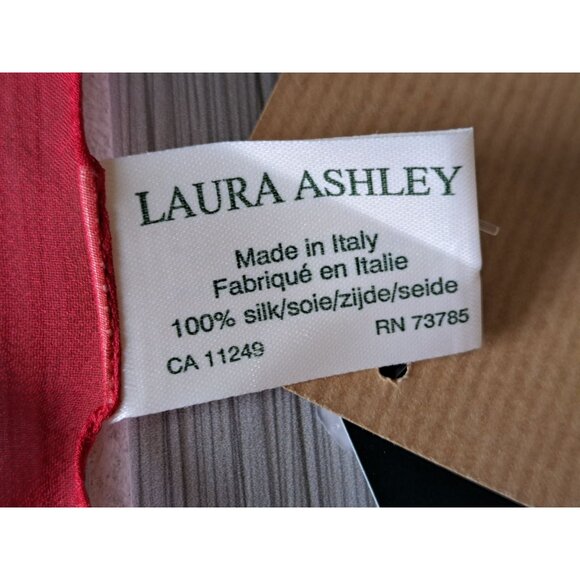 LAURA ASHLEY
Made in Italy
Fabriqué en Italie
100% silk/soie/zijde/seide
CA 11249 RN 73785